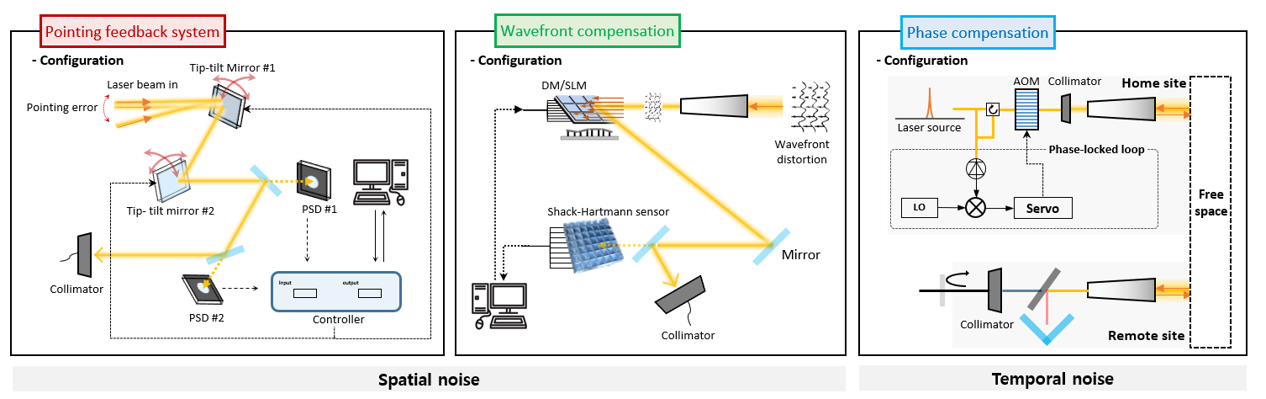 Pointing feedback system
- Configuration
Tip-tilt Mirror #1
Laser beam in
Pointing error
Tip- tilt mirror #2
PSD #1
Collimator
PSD #2
input
output
Controller
Wavefront compensation
- Configuration
DM/SLM
Wavefront
distortion
Shack-Hartmann sensor
Mirror
Collimator
Spatial noise
Phase compensation
- Configuration
AOM
Collimator
Home site
Laser source
Phase-locked loop
LO
Servo
Free
space
Collimator
Remote site
Temporal noise